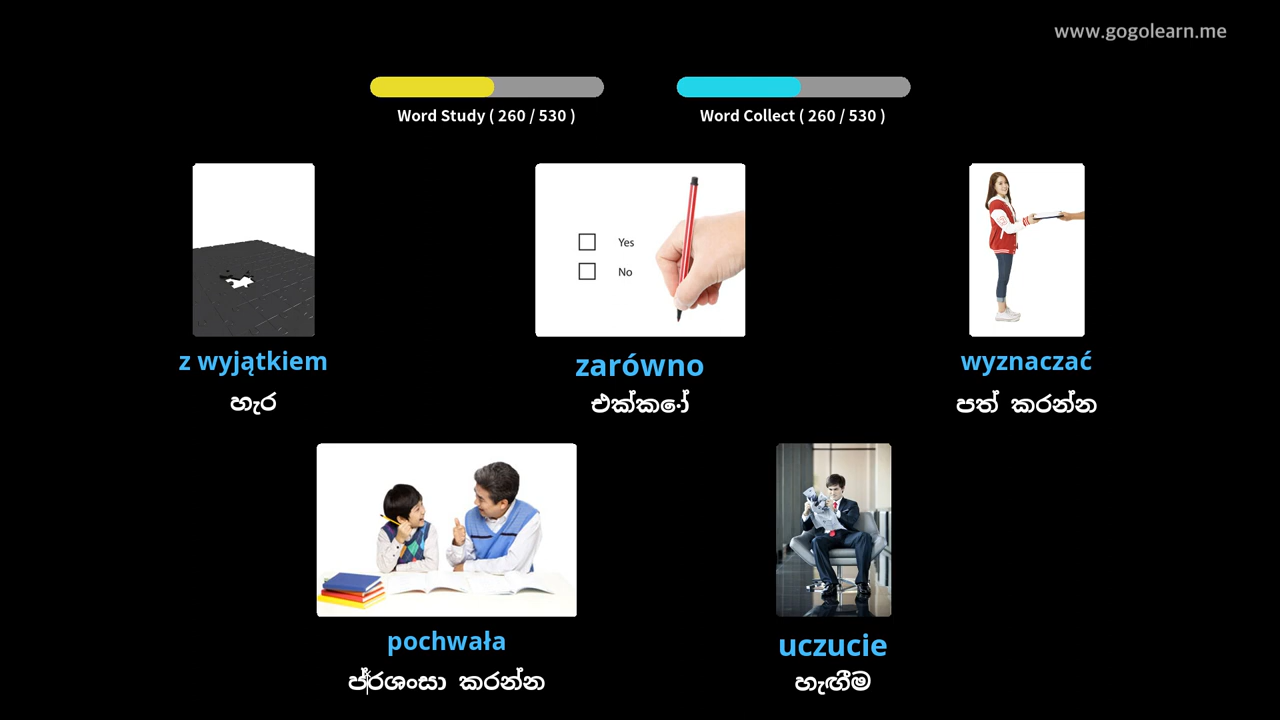 www.gogolearn.me
Word Study ( 260 / 530 )
Word Collect ( 260 / 530 )
Yes
No
z wyjątkiem
zarówno
wyznaczać
හැර
එක්කෝ
පත් කරන්න
pochwała
uczucie
ප්රශංසා කරන්න
හැඟීම